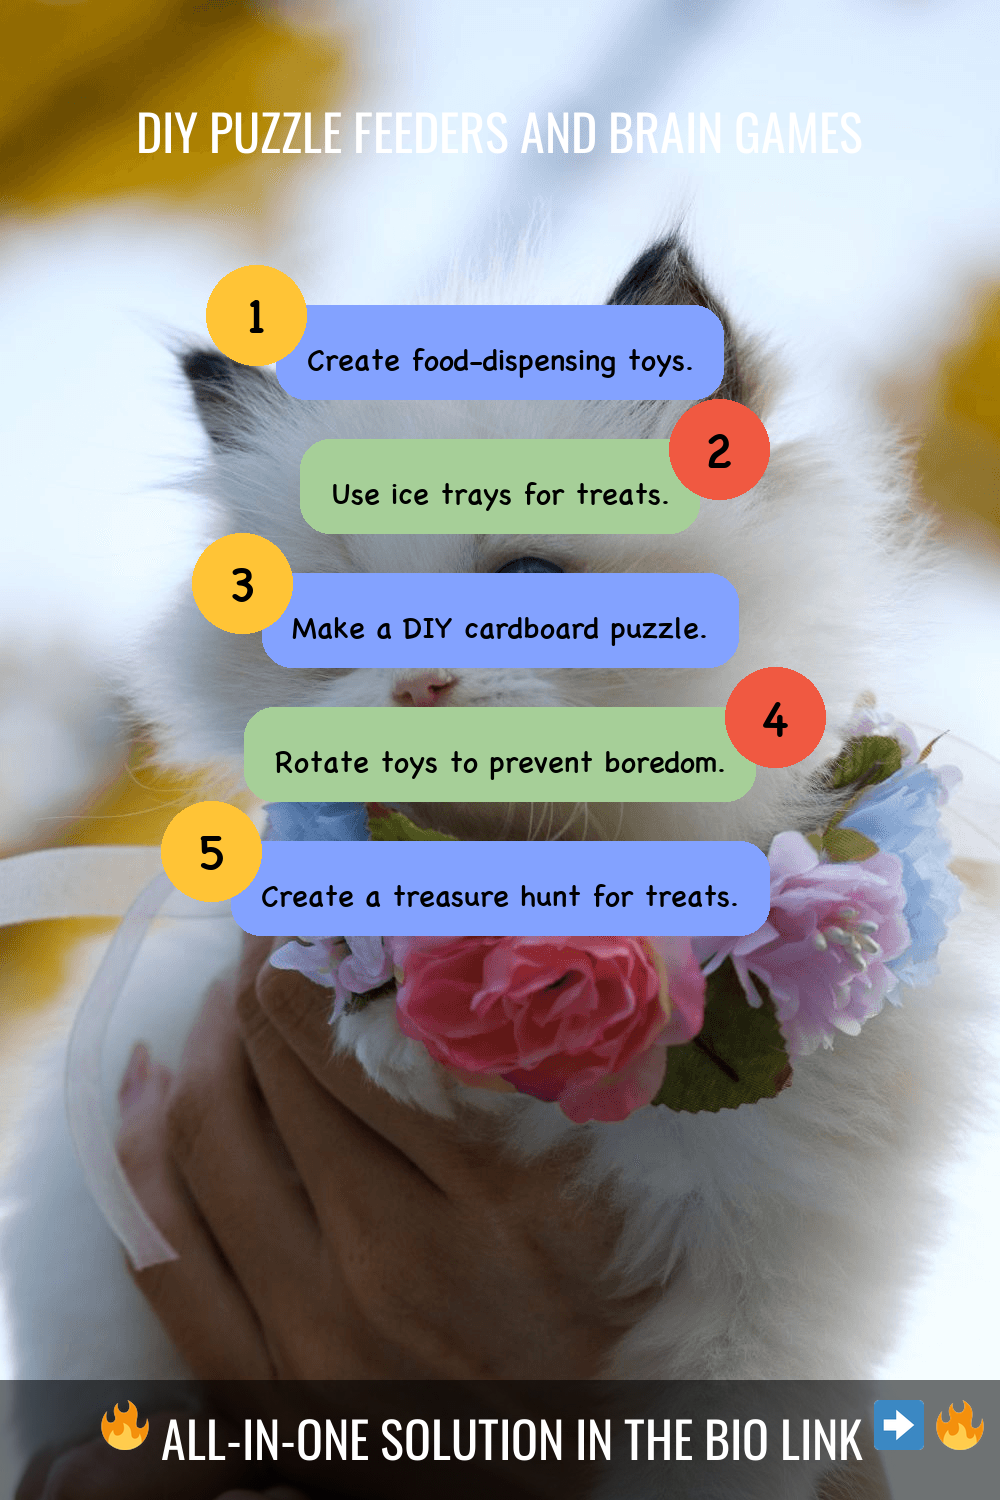 DIY PUZZLE FEEDERS AND BRAIN GAMES
1
Create food-dispensing toys.
2
Use ice trays for treats.
3
Make a DIY cardboard puzzle.
4
Rotate toys to prevent boredom.
5
Create a treasure hunt for treats.
🔥 ALL-IN-ONE SOLUTION IN THE BIO LINK ➡️ 🔥